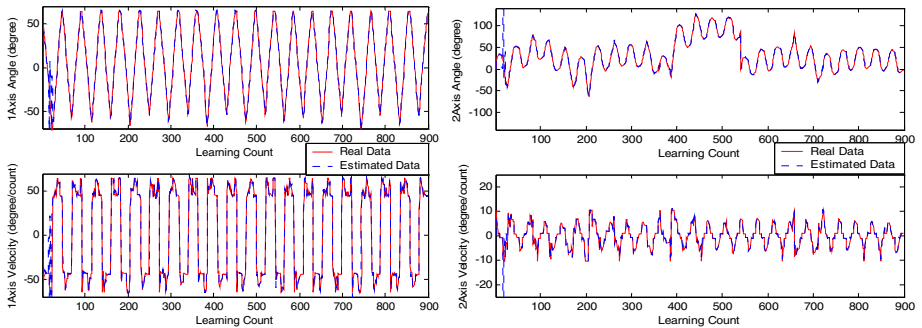 1Axis Angle (degree)
50
0
-50
100 200 300 400 500 600 700 800 900
Learning Count
2Axis Angle (degree)
100
50
0
-50
-100
0 100 200 300 400 500 600 700 800 900
Learning Count
Real Data
Estimated Data
Real Data
Estimated Data
1Axis Velocity (degree/count)
50
0
-50
100 200 300 400 500 600 700 800 900
Learning Count
2Axis Velocity (degree/count)
20
10
0
-10
-20
0 100 200 300 400 500 600 700 800 900
Learning Count